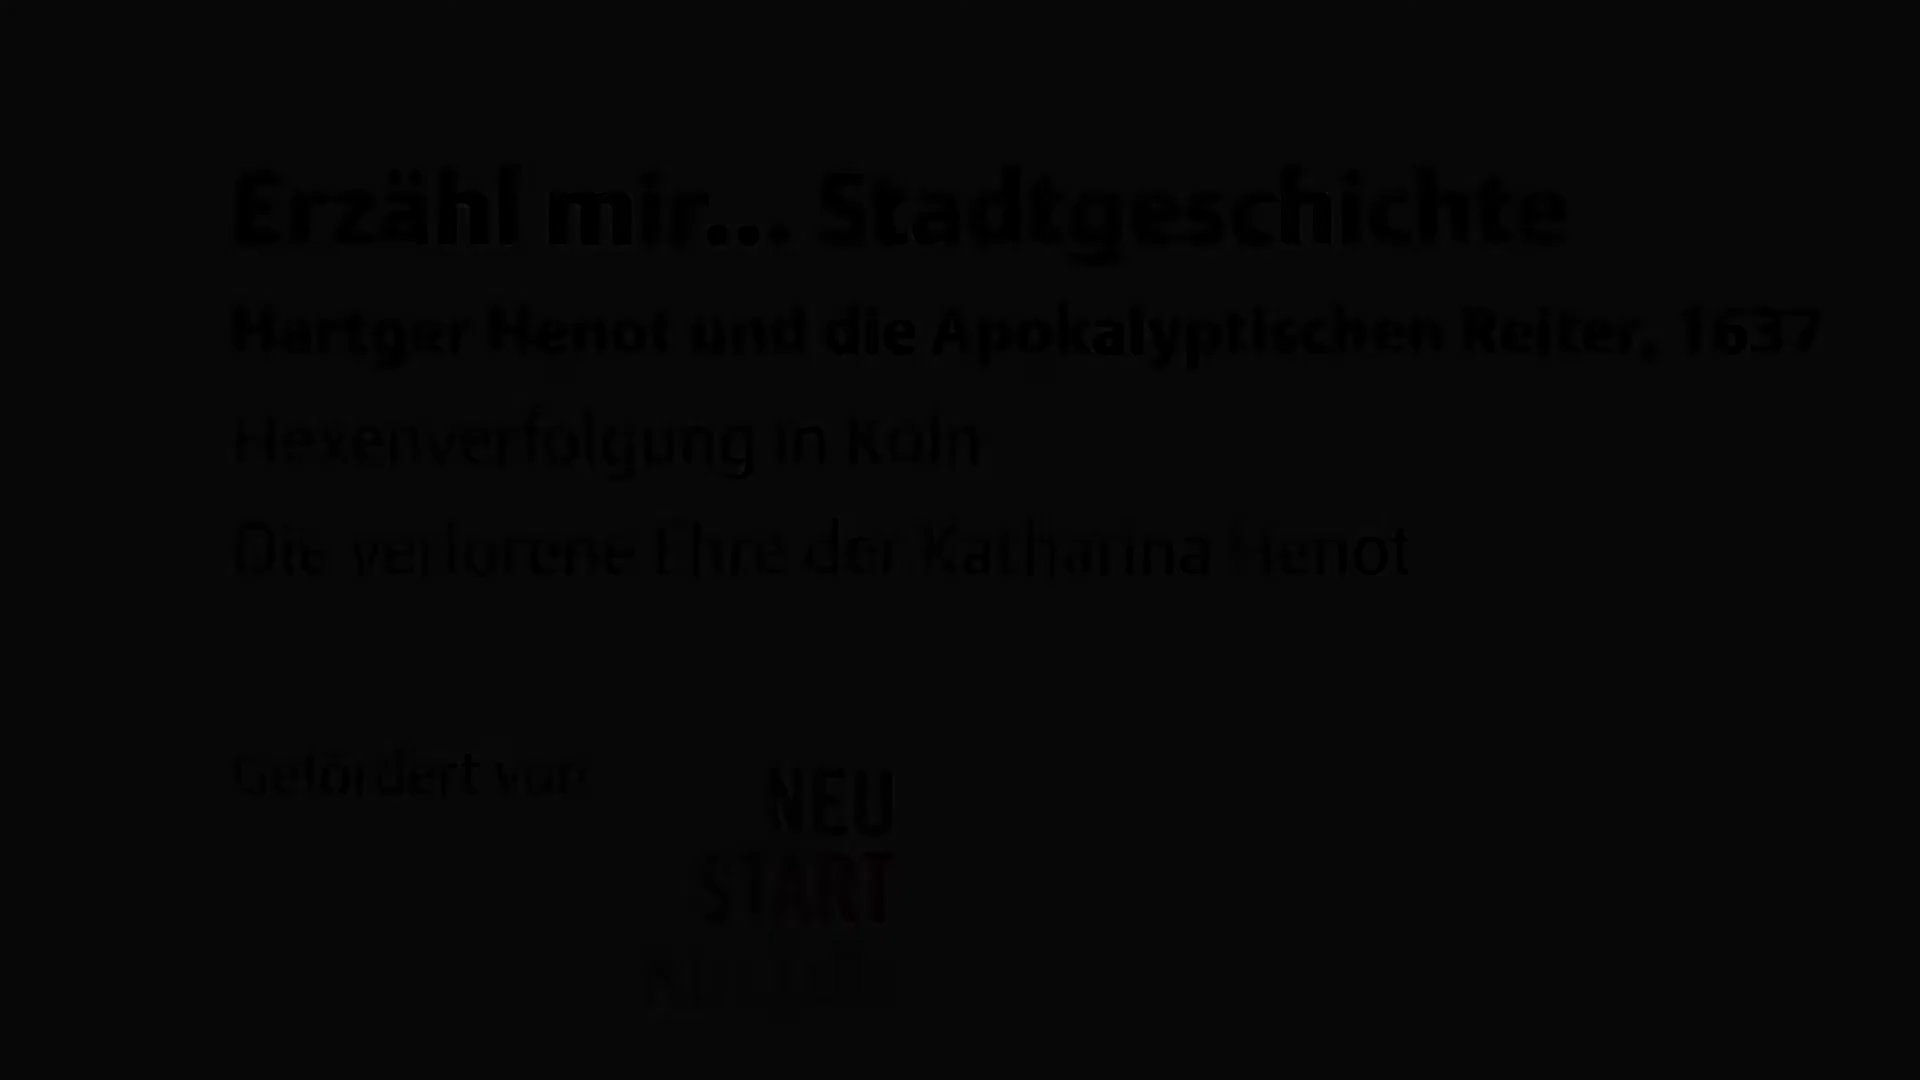 Erzähl mir... Stadtgeschichte
Hartger Henot und die Apokalyptischen Reiter, 1637
Hexenverfolgung in Köln
Die verlorene Ehre der Katharina Henot
Gefördert von
NEU
START
KULTUR